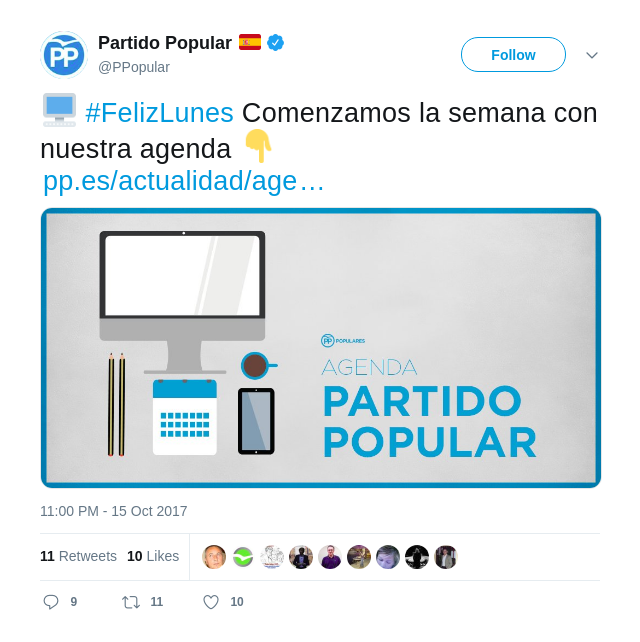 PP
Partido Popular
@PPopular
Follow
#FelizLunes Comenzamos la semana con
nuestra agenda
pp.es/actualidad/age…
PP POPULARES
AGENDA
PARTIDO
POPULAR
11:00 PM - 15 Oct 2017
11 Retweets 10 Likes
9 11 10